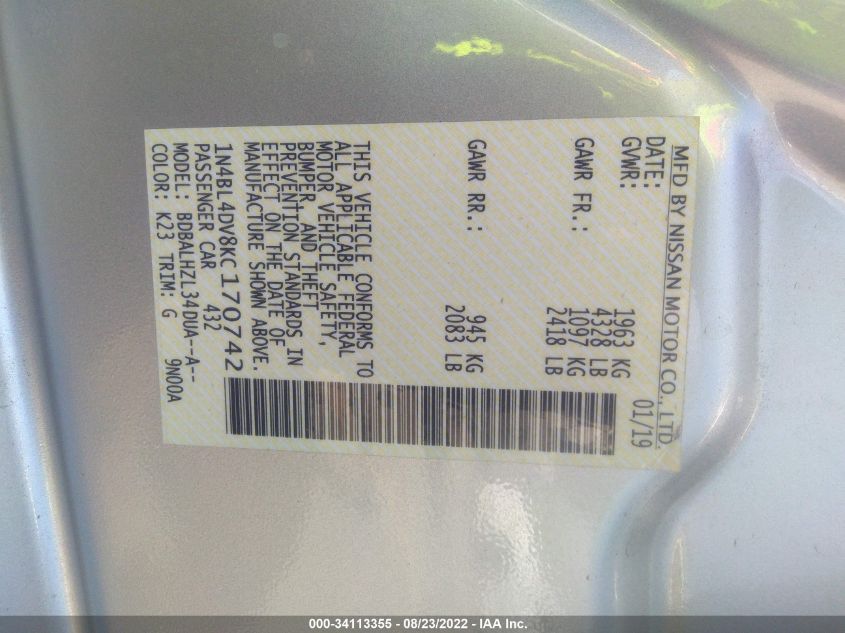 MFD BY NISSAN MOTOR CO., LTD.
DATE: 01/19
GVWR: 1963 KG
4328 LB
GAWR FR.: 1097 KG
2418 LB
GAWR RR.: 945 KG
2083 LB
THIS VEHICLE CONFORMS TO
ALL APPLICABLE FEDERAL
MOTOR VEHICLE SAFETY,
BUMPER, AND THEFT
PREVENTION STANDARDS IN
EFFECT ON THE DATE OF
MANUFACTURE SHOWN ABOVE.
1N4BL4DV8KC170742
PASSENGER CAR 432
MODEL: BDBALHZL34DUA--A--
COLOR: K23 TRIM: G 9N00A
000-34113355 - 08/23/2022 - IAA Inc.